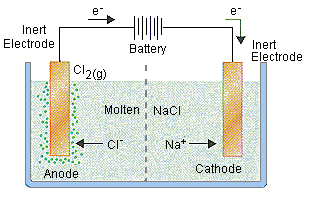 e⁻
e⁻
Inert
Electrode
Battery
Inert
Electrode
Cl₂(g)
Molten NaCl
Cl⁻
Na⁺
Anode
Cathode